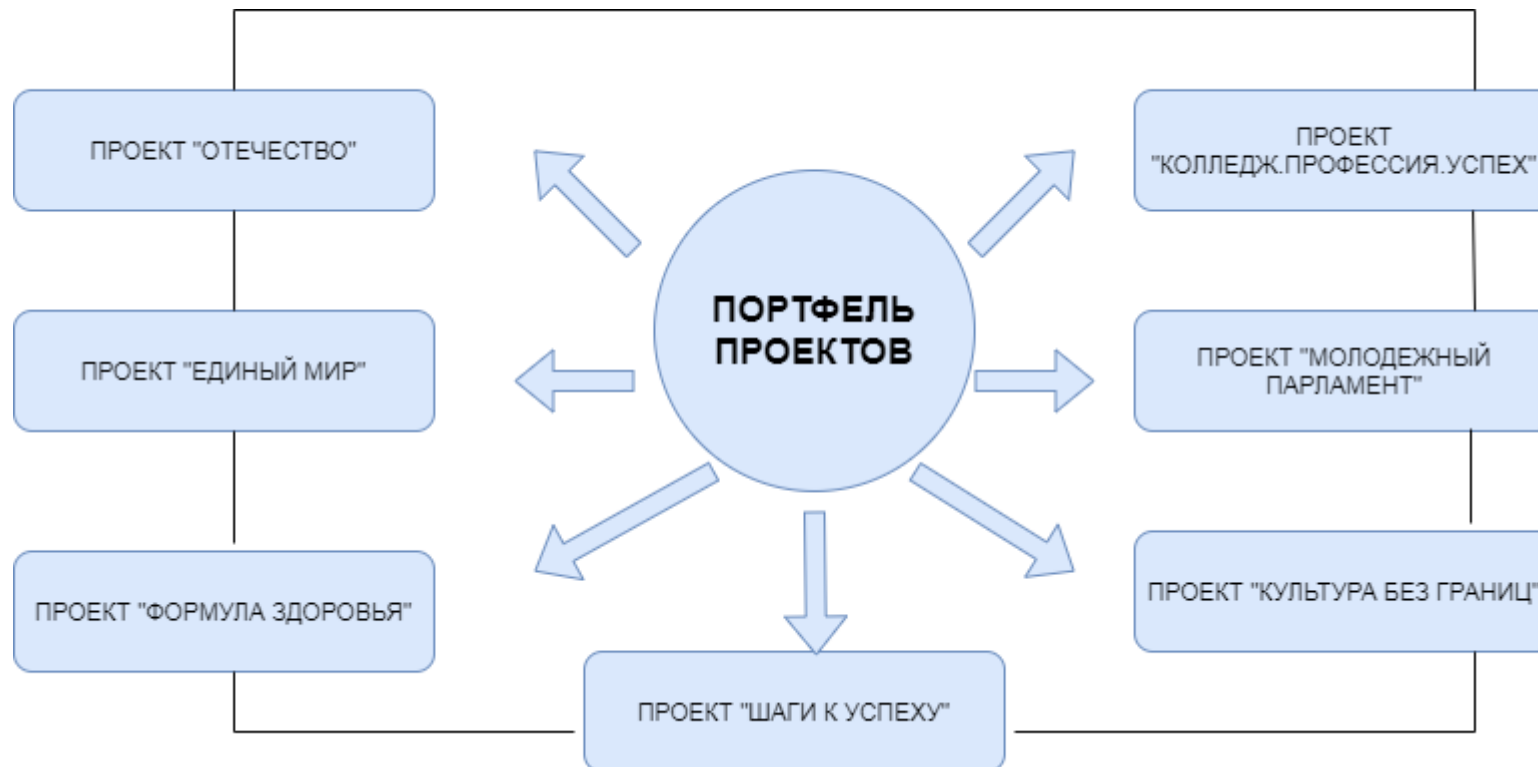 ПРОЕКТ "ОТЕЧЕСТВО"
ПРОЕКТ
"КОЛЛЕД�ж.ПРОФЕССИЯ.УСПЕХ"
ПОРТФЕЛЬ
ПРОЕКТОВ
ПРОЕКТ "ЕДИНЫЙ МИР"
ПРОЕКТ "МОЛОДЕЖНЫЙ
ПАРЛАМЕНТ"
ПРОЕКТ "ФОРМУЛА ЗДОРОВЬЯ"
ПРОЕКТ "КУЛЬТУРА БЕЗ ГРАНИЦ"
ПРОЕКТ "ШАГИ К УСПЕХУ"